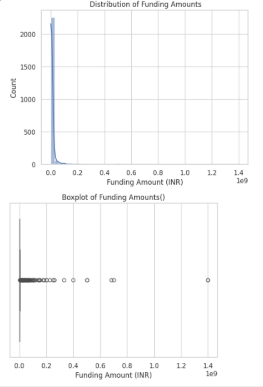 Distribution of Funding Amounts
2000
1500
1000
500
0
Count
0.0 0.2 0.4 0.6 0.8 1.0 1.2 1.4
1e9
Funding Amount (INR)
Boxplot of Funding Amounts()
0.0 0.2 0.4 0.6 0.8 1.0 1.2 1.4
1e9
Funding Amount (INR)